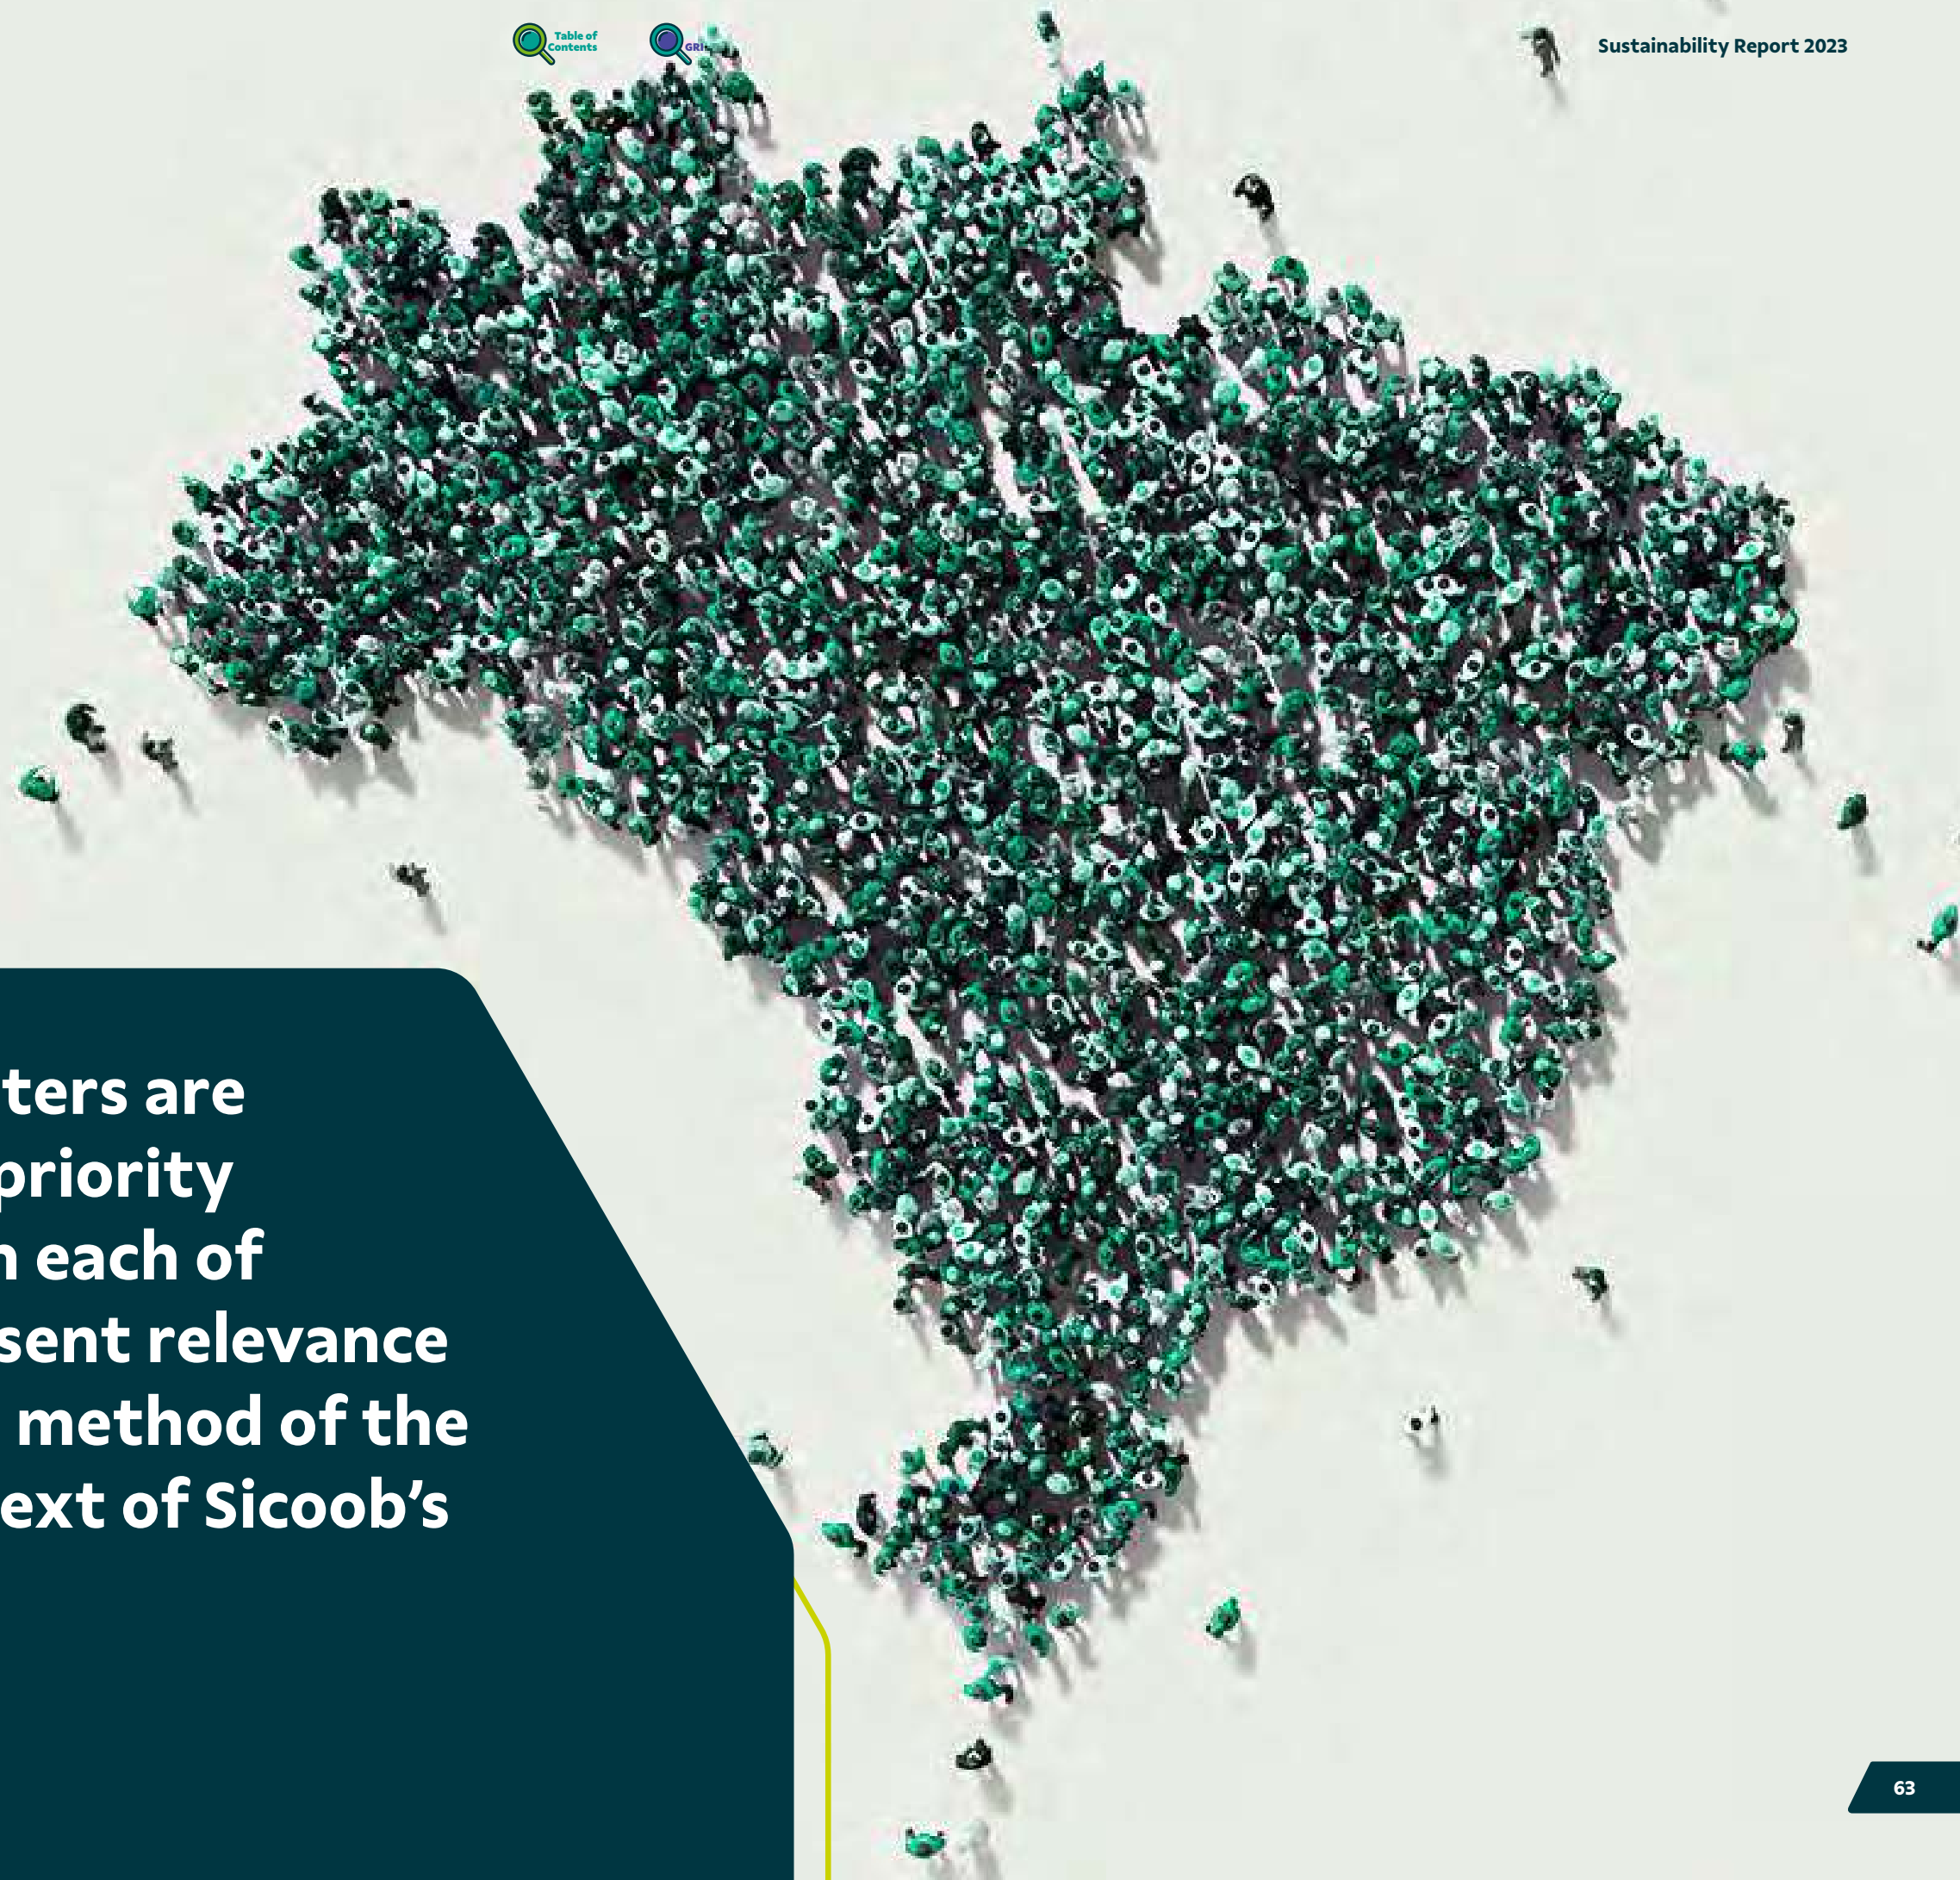 Table of
Contents
GRI
Sustainability Report 2023
ters are
priority
each of
sent relevance
method of the
ext of Sicoob’s
63